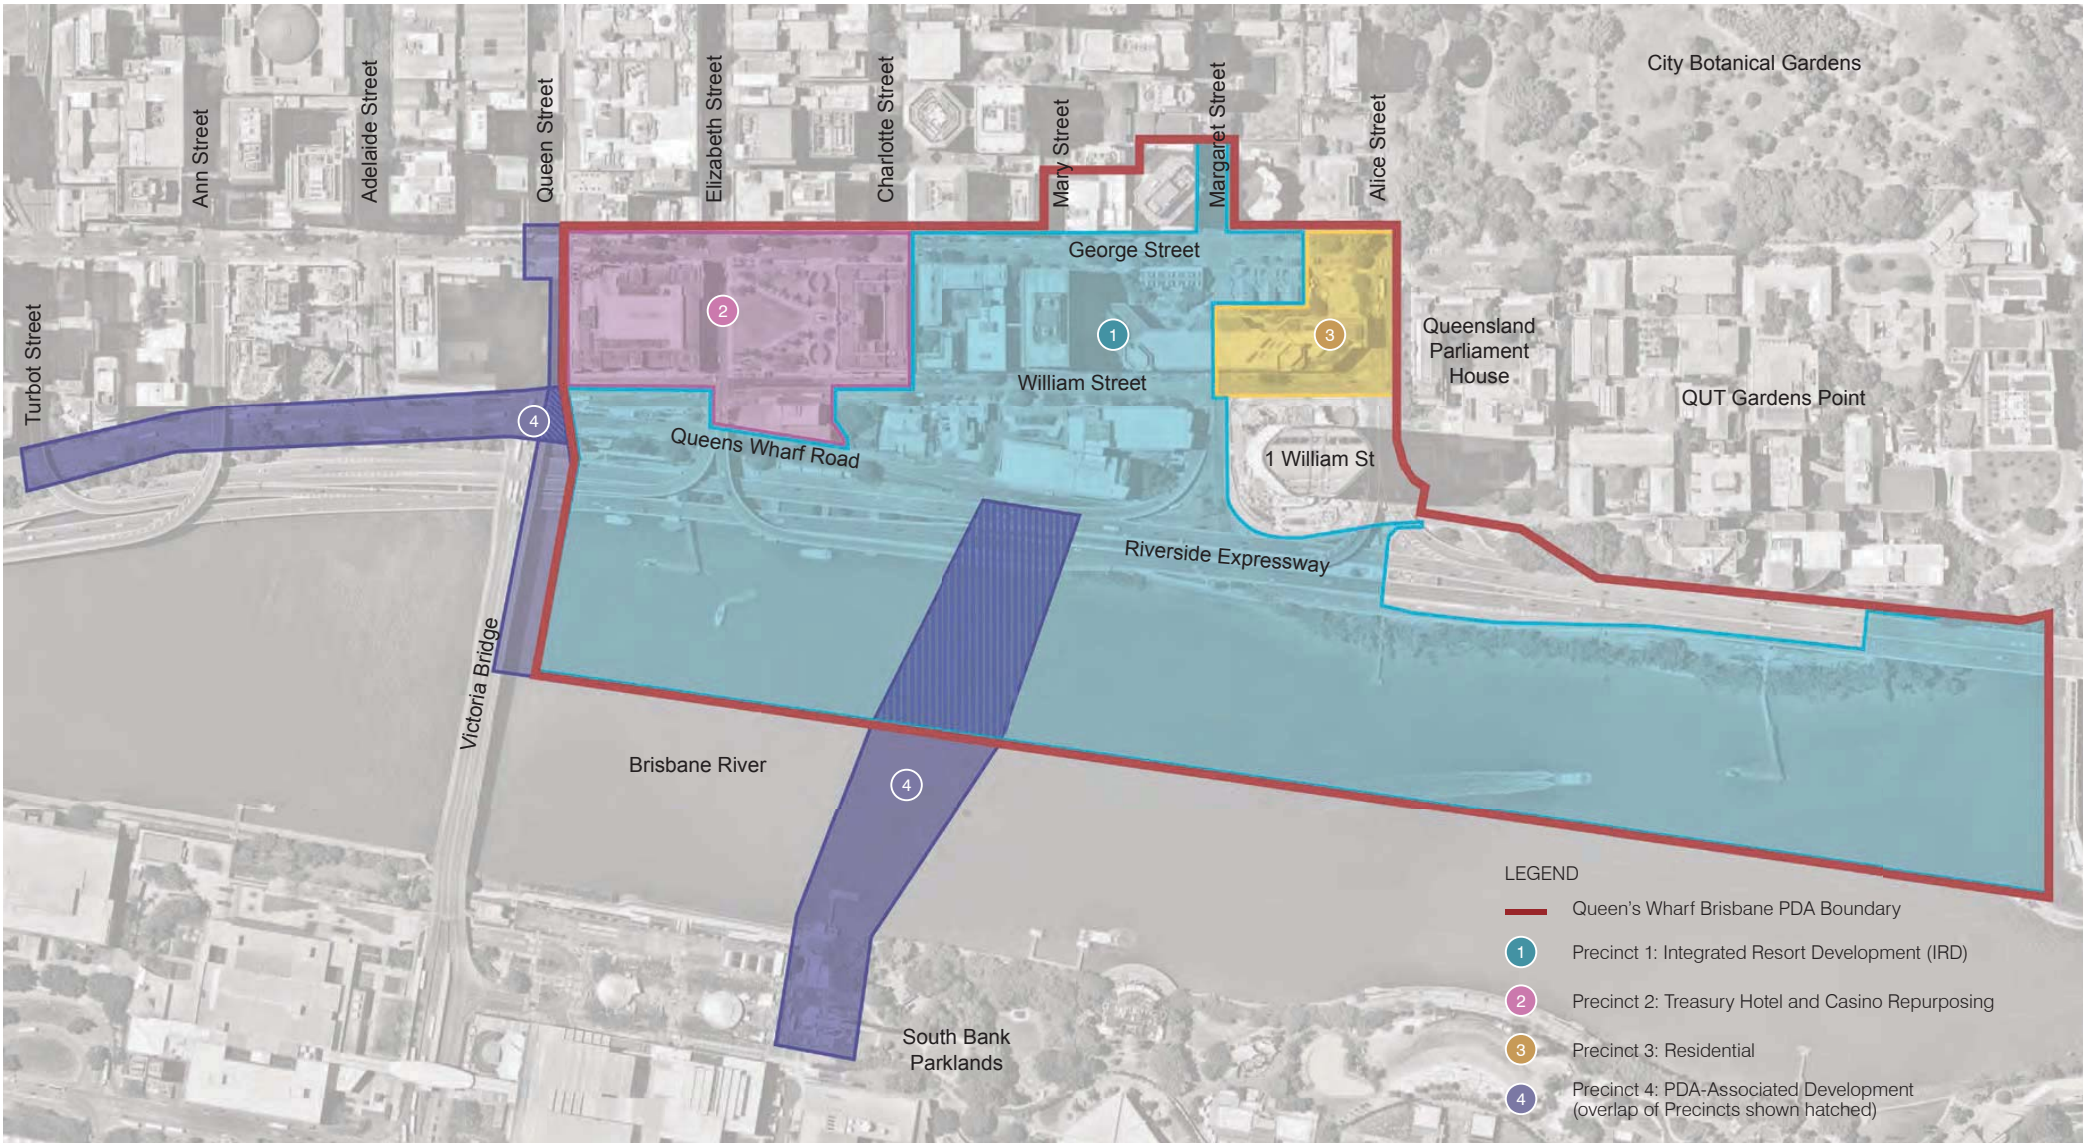 City Botanical Gardens
Ann Street
Adelaide Street
Queen Street
Elizabeth Street
Charlotte Street
Mary Street
Margaret Street
Alice Street
George Street
Turbot Street
2
1
3
Queensland
Parliament
House
William Street
QUT Gardens Point
4
Queens Wharf Road
1 William St
Riverside Expressway
Victoria Bridge
Brisbane River
4
South Bank
Parklands
LEGEND
Queen's Wharf Brisbane PDA Boundary
1 Precinct 1: Integrated Resort Development (IRD)
2 Precinct 2: Treasury Hotel and Casino Repurposing
3 Precinct 3: Residential
4 Precinct 4: PDA-Associated Development
(overlap of Precincts shown hatched)